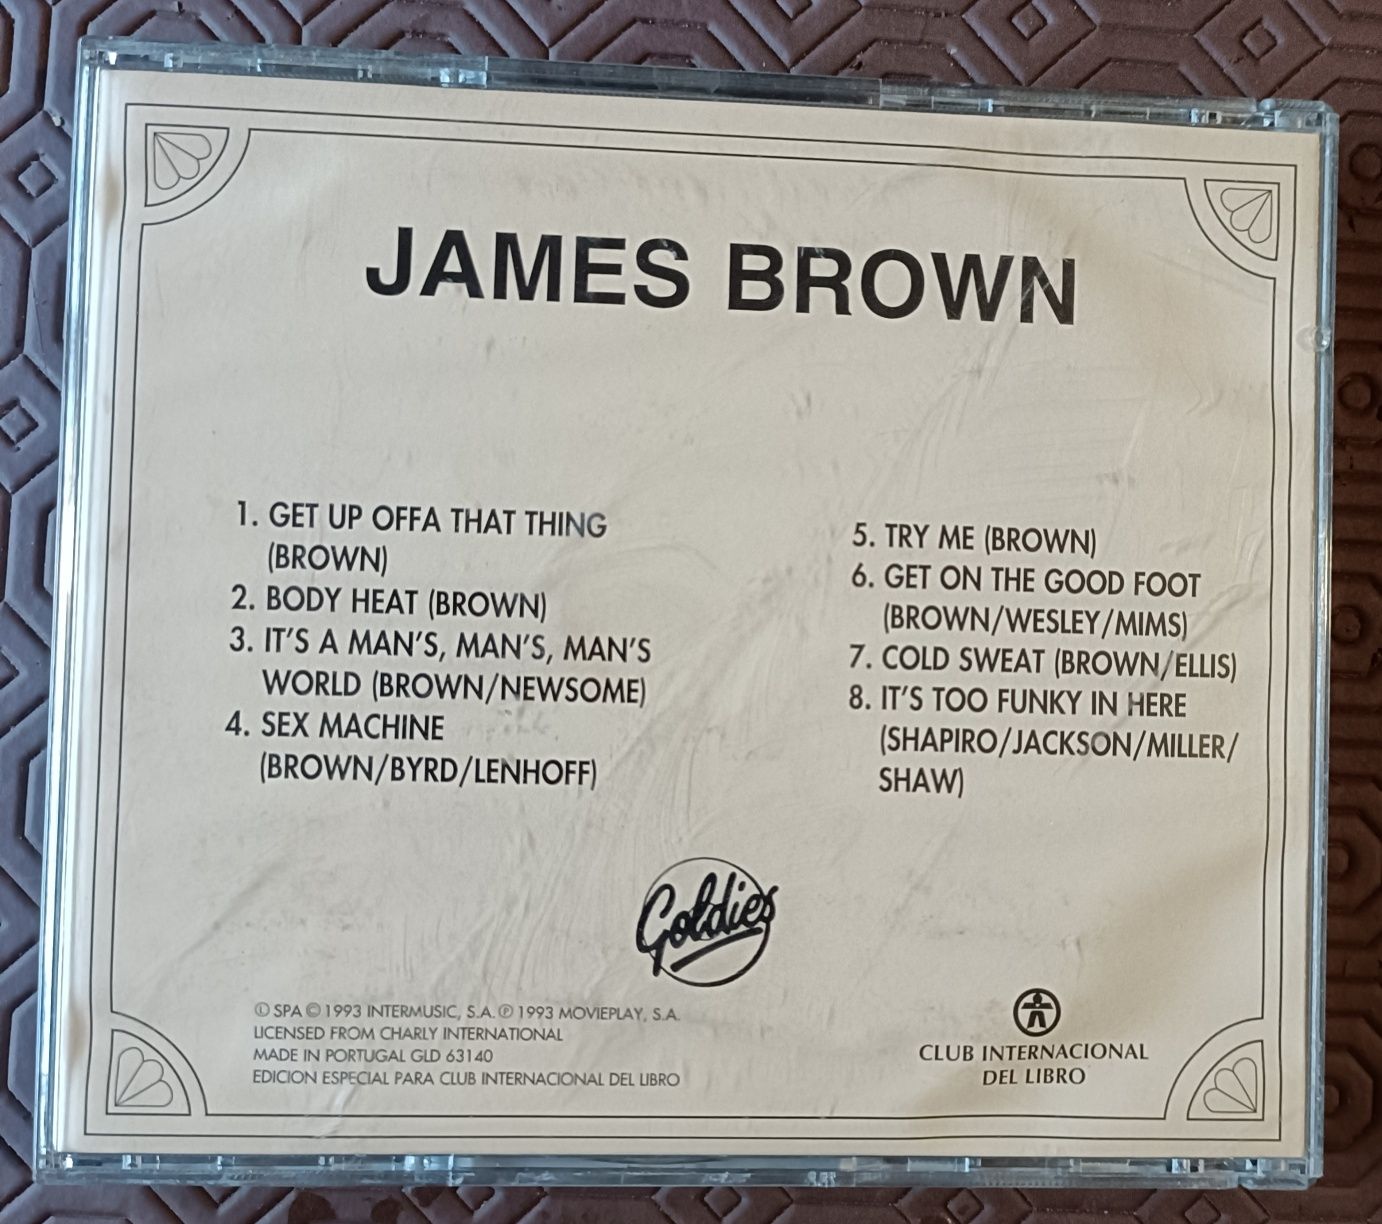 JAMES BROWN
1. GET UP OFFA THAT THING
(BROWN)
2. BODY HEAT (BROWN)
3. IT'S A MAN'S, MAN'S, MAN'S
WORLD (BROWN/NEWSOME)
4. SEX MACHINE
(BROWN/BYRD/LENHOFF)
5. TRY ME (BROWN)
6. GET ON THE GOOD FOOT
(BROWN/WESLEY/MIMS)
7. COLD SWEAT (BROWN/ELLIS)
8. IT'S TOO FUNKY IN HERE
(SHAPIRO/JACKSON/MILLER/
SHAW)
Goldies
Ⓛ SPA © 1993 INTERMUSIC, S.A. ℗ 1993 MOVIEPLAY, S.A.
LICENSED FROM CHARLY INTERNATIONAL
MADE IN PORTUGAL GLD 63140
EDICION ESPECIAL PARA CLUB INTERNACIONAL DEL LIBRO
CLUB INTERNACIONAL
DEL LIBRO